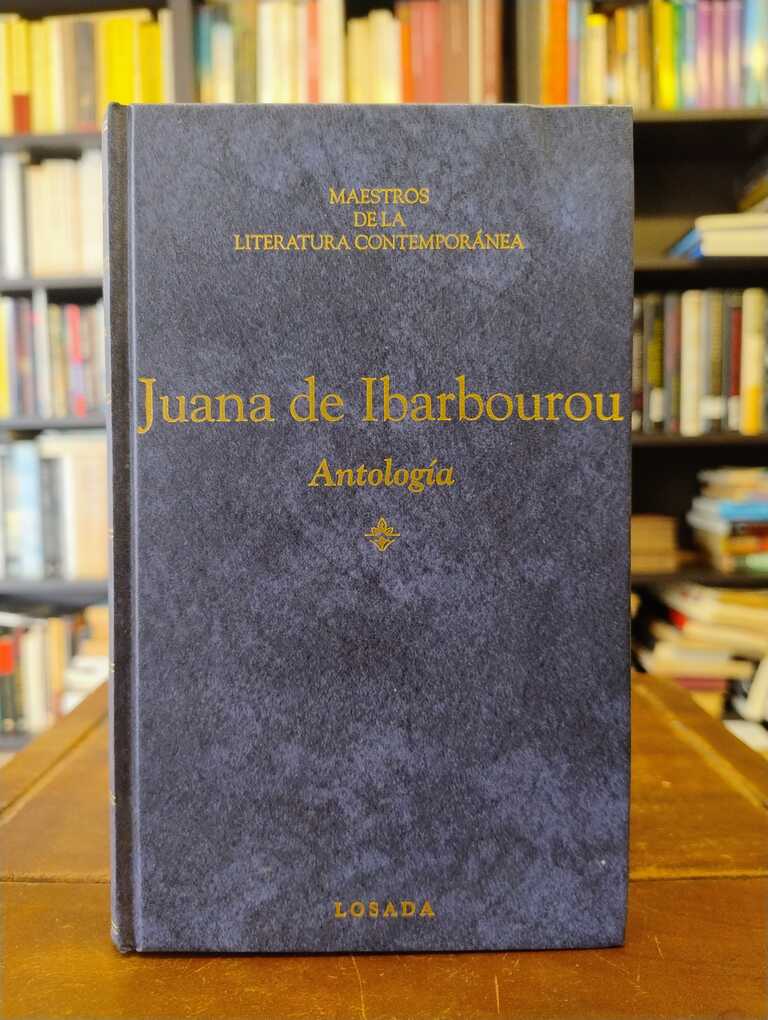 MAESTROS
DE LA
LITERATURA CONTEMPORÁNEA
Juana de Ibarbourou
Antología
LOSADA